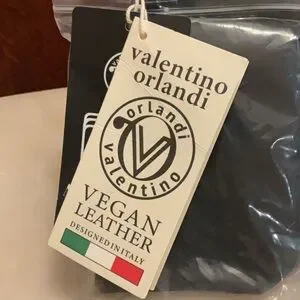 valentino
orlandi
orlandi
valentino
VEGAN
LEATHER
DESIGNED IN ITALY